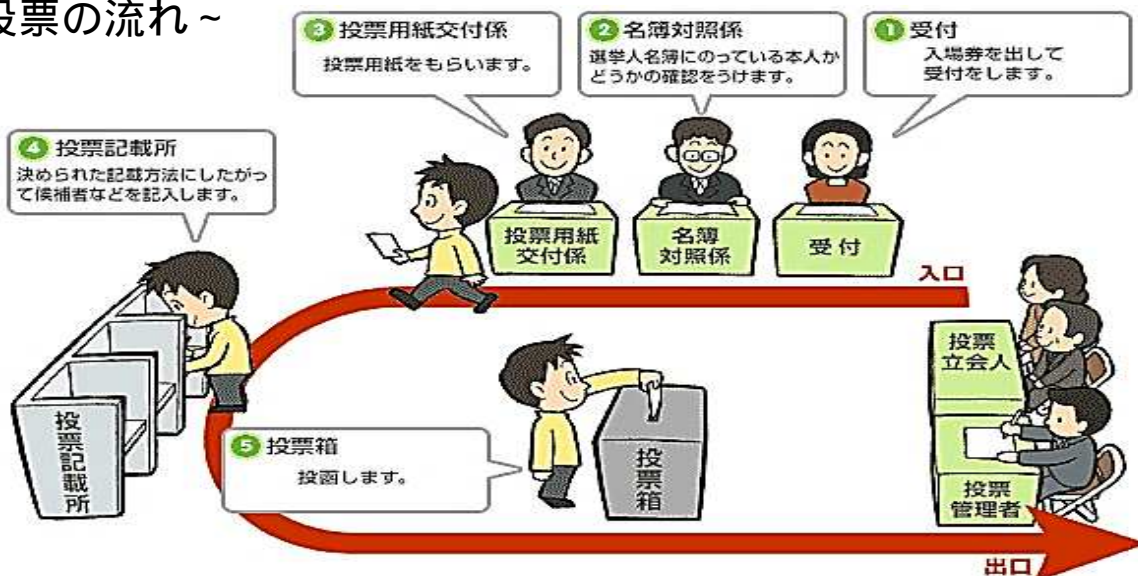 投票の流れ~
③ 投票用紙交付係
投票用紙をもらいます。
② 名簿対照係
選挙人名簿にのっている本人か
どうかの確認をうけます。
① 受付
入場券を出して
受付をします。
④ 投票記載所
決められた記載方法にしたがっ
て候補者などを記入します。
投票用紙
交付係
名簿
対照係
受付
入口
投票
立会人
投票記載所
⑤ 投票箱
投函します。
投票箱
投票
管理者
出口